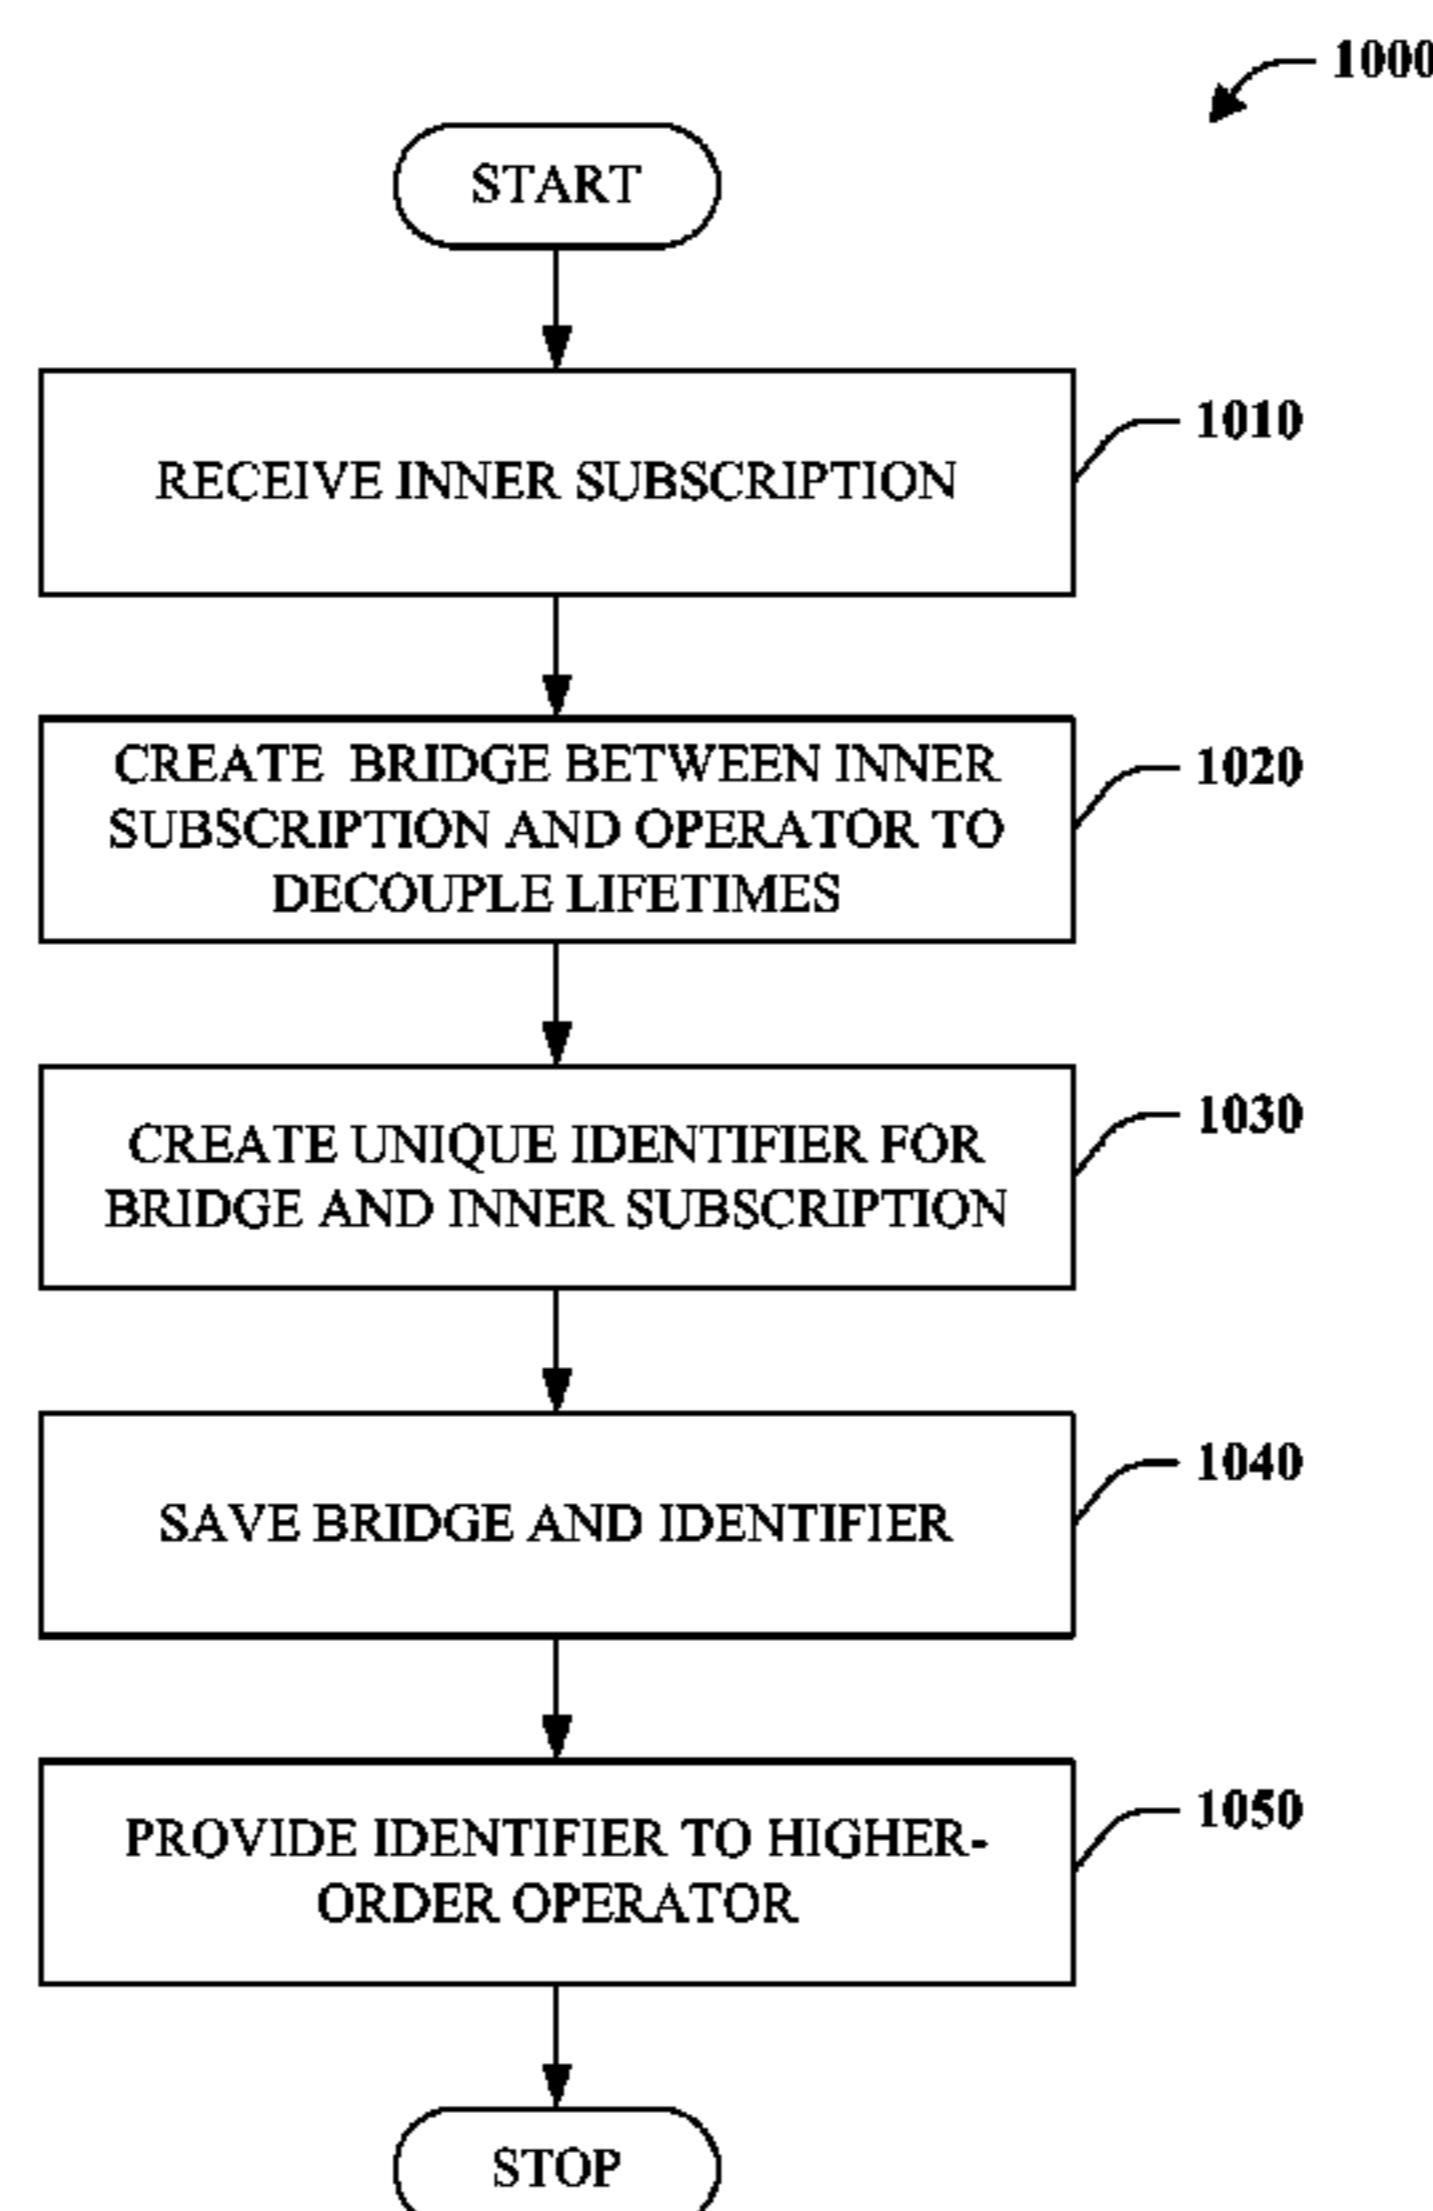 1000
START
RECEIVE INNER SUBSCRIPTION
1010
CREATE BRIDGE BETWEEN INNER
SUBSCRIPTION AND OPERATOR TO
DECOUPLE LIFETIMES
1020
CREATE UNIQUE IDENTIFIER FOR
BRIDGE AND INNER SUBSCRIPTION
1030
SAVE BRIDGE AND IDENTIFIER
1040
PROVIDE IDENTIFIER TO HIGHER-
ORDER OPERATOR
1050
STOP